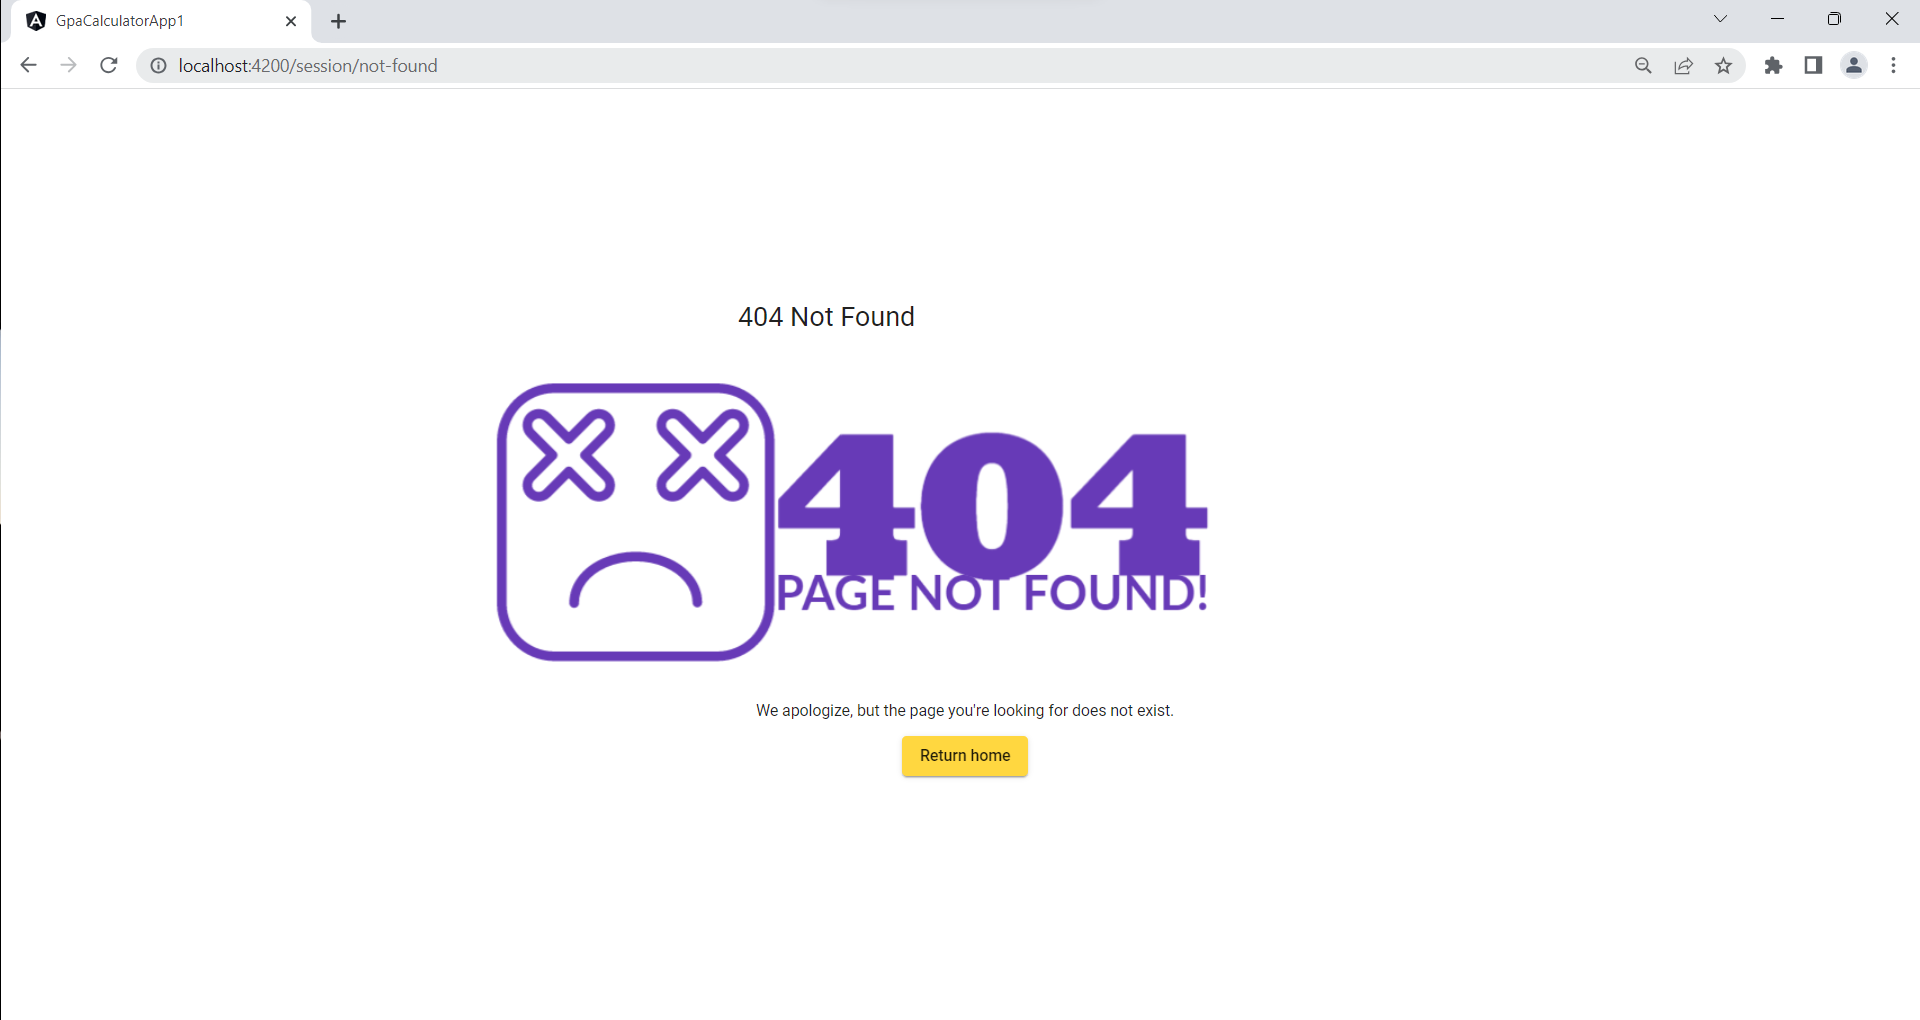 GpaCalculatorApp1
localhost:4200/session/not-found
404 Not Found
404
PAGE NOT FOUND!
We apologize, but the page you're looking for does not exist.
Return home